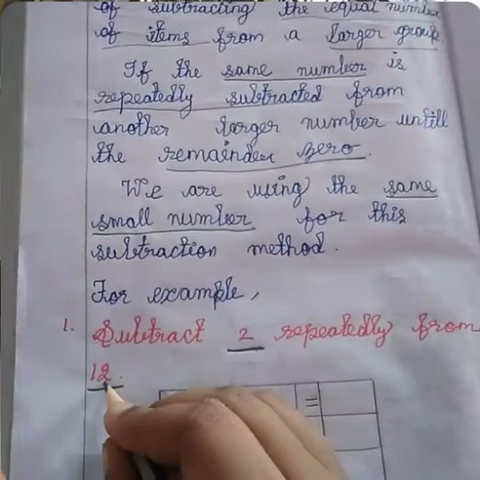 of subtracting the equal number
of items from a larger group
If the same number is
repeatedly subtracted from
another larger number untill
the remainder zero.
We are using the same
small number for this
subtraction method.
For example,
1. Subtract 2 repeatedly from
12.
=